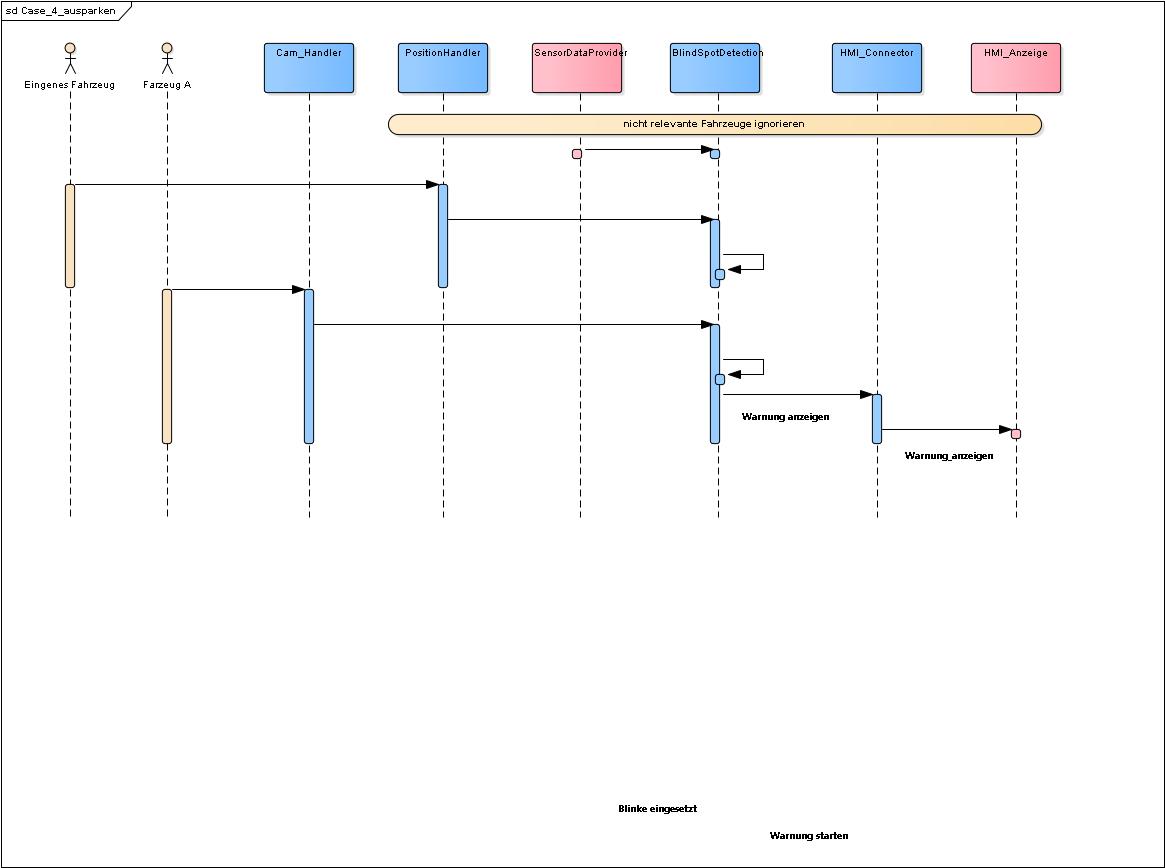 sd Case_4_ausparken
Eingenes Fahrzeug
Farzeug A
Cam_Handler
PositionHandler
SensorDataProvider
BlindSpotDetection
HMI_Connector
HMI_Anzeige
nicht relevante Fahrzeuge ignorieren
Warnung anzeigen
Warnung_anzeigen
Blinke eingesetzt
Warnung starten